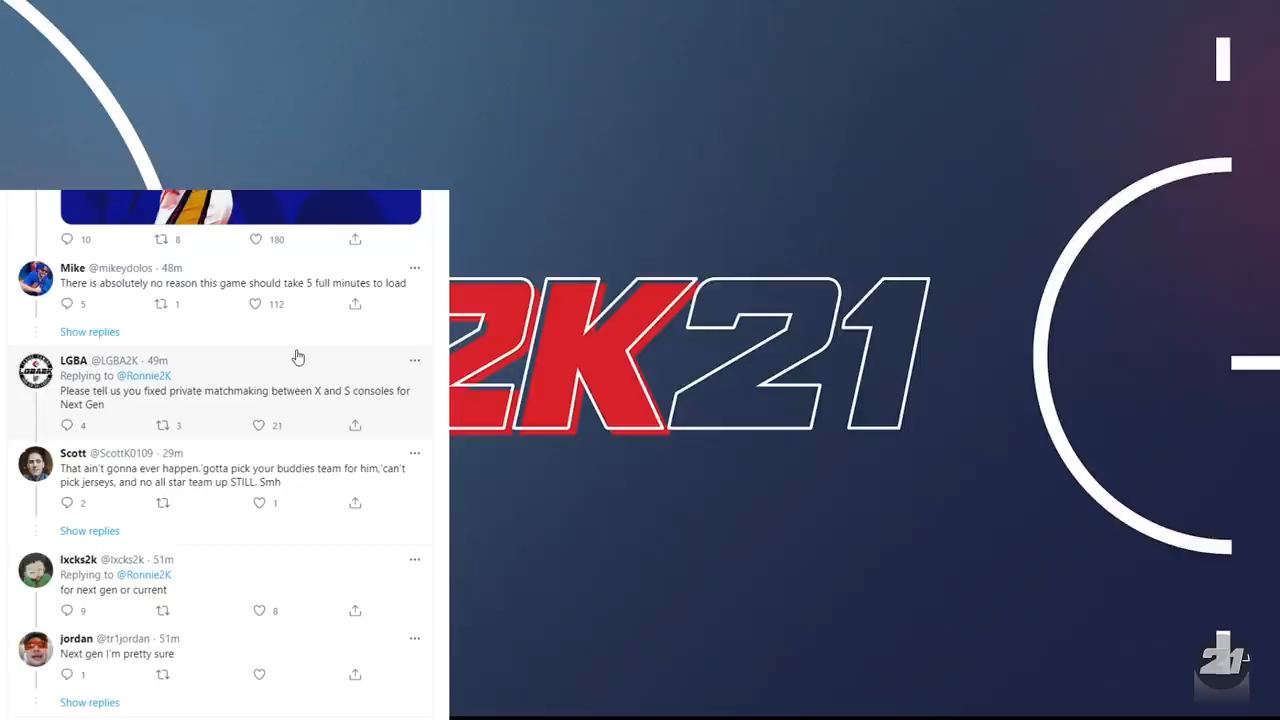 10 8 180
Mike @mikeydolos · 48m
There is absolutely no reason this game should take 5 full minutes to load
5 1 112
Show replies
LGBA @LGBA2K · 49m
Replying to @Ronnie2K
Please tell us you fixed private matchmaking between X and S consoles for
Next Gen
4 3 21
Scott @ScottK0109 · 29m
That ain't gonna ever happen.'gotta pick your buddies team for him,'can't
pick jerseys, and no all star team up STILL. Smh
2 1
Show replies
lxcks2k @lxcks2k · 51m
Replying to @Ronnie2K
for next gen or current
9 8
jordan @tr1jordan · 51m
Next gen I'm pretty sure
1
Show replies
2K21
21